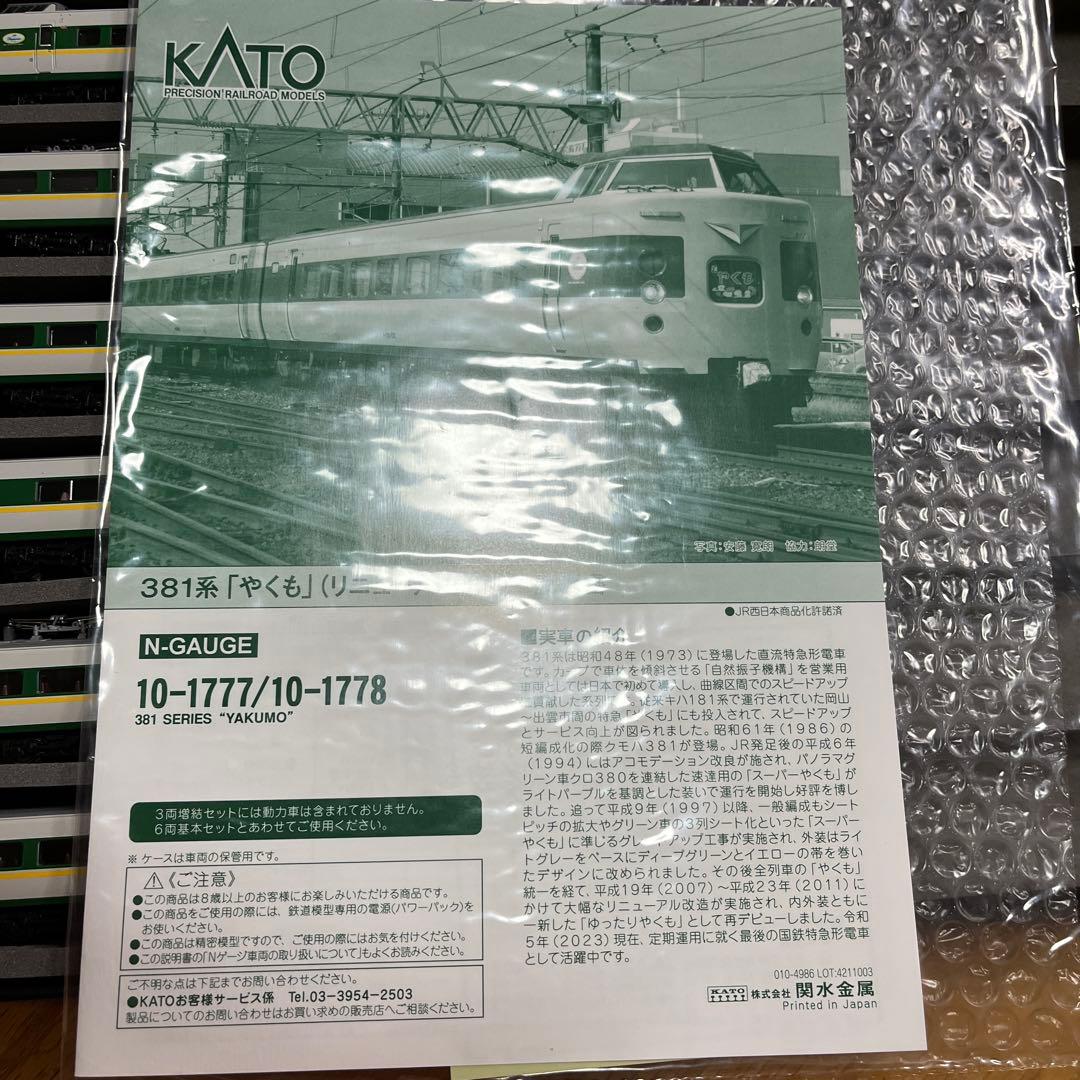 KATO
PRECISION RAILROAD MODELS
やくも
写真:安藤 寛朗 協力:朗堂
381系「やくも」(リニュー
●JR西日本商品化許諾済
N-GAUGE
10-1777/10-1778
381 SERIES “YAKUMO”
3両増結セットには動力車は含まれておりません。
6両基本セットとあわせてご使用ください。
※ ケースは車両の保管用です。
⚠《ご注意》
●この商品は8歳以上のお客様にお楽しみいただける商品です。
●この商品をご使用の際には、鉄道模型専用の電源(パワーパック)を
お使いください。
●この商品は精密模型ですので、ご使用の際にはお気を付けください。
●この説明書の「Nゲージ車両の取り扱いについて」もよくお読みください。
ご不明な点は下記までお問い合わせください。
●KATOお客様サービス係 Tel.03-3954-2503
製品についてのお問い合わせはお買い求めの販売店へご相談ください。
実車の紹介
381系は昭和48年(1973)に登場した直流特急形電車
です。カーブで車体を傾斜させる「自然振子機構」を営業用
車両としては日本で初めて導入し、曲線区間でのスピードアップ
に貢献した系列です。従来キハ181系で運行されていた岡山
～出雲市間の特急「やくも」にも投入されて、スピードアップ
とサービス向上が図られました。昭和61年(1986)の
短編成化の際クモハ381が登場。JR発足後の平成6年
(1994)にはアコモデーション改良が施され、パノラマグ
リーン車クロ380を連結した速達用の「スーパーやくも」が
ライトパープルを基調とした装いで運行を開始し好評を博し
ました。追って平成9年(1997)以降、一般編成もシート
ピッチの拡大やグリーン車の3列シート化といった「スーパー
やくも」に準じるグレードアップ工事が実施され、外装はライ
トグレーをベースにディープグリーンとイエローの帯を巻い
たデザインに改められました。その後全列車の「やくも」
統一を経て、平成19年(2007)～平成23年(2011)に
かけて大幅なリニューアル改造が実施され、内外装ともに
一新した「ゆったりやくも」として再デビューしました。令和
5年(2023)現在、定期運用に就く最後の国鉄特急形電車
として活躍中です。
010-4986 LOT:4211003
KATO 株式会社 関水金属
Printed in Japan